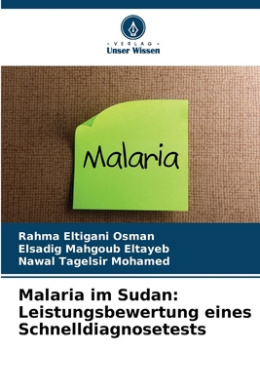 • VERLAG •
Unser Wissen
Malaria
Rahma Eltigani Osman
Elsadig Mahgoub Eltayeb
Nawal Tagelsir Mohamed
Malaria im Sudan:
Leistungsbewertung eines
Schnelldiagnosetests